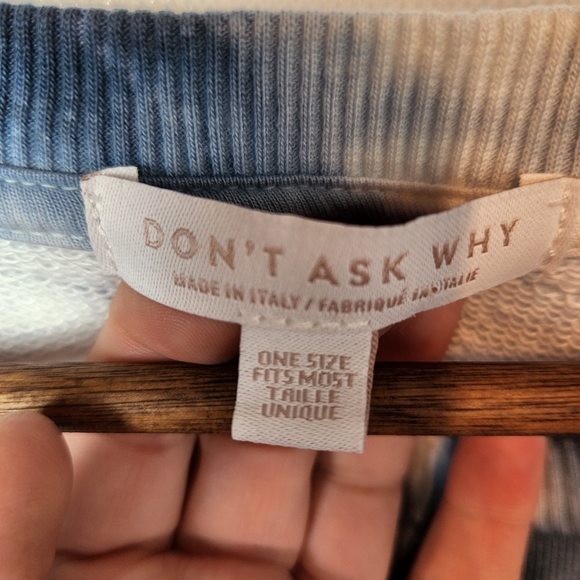 DON'T ASK WHY
MADE IN ITALY / FABRIQUÉ EN ITALIE
ONE SIZE
FITS MOST
TAILLE
UNIQUE